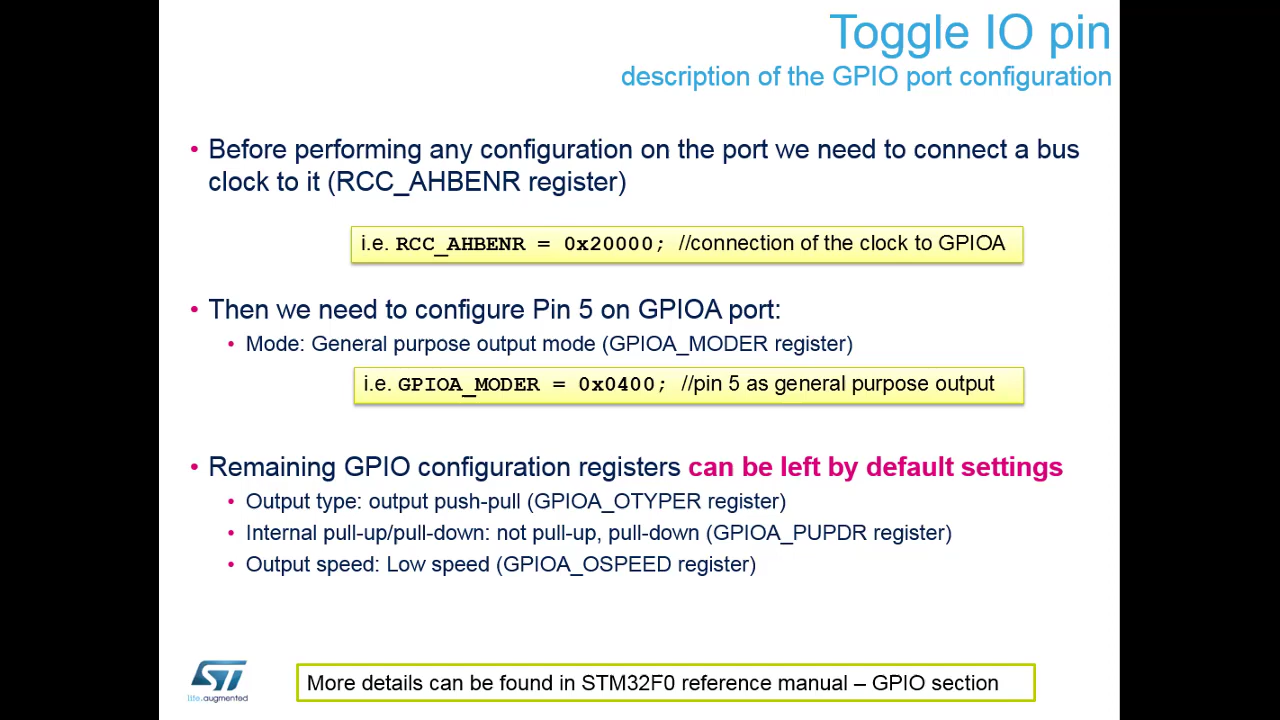 Toggle IO pin
description of the GPIO port configuration
• Before performing any configuration on the port we need to connect a bus
clock to it (RCC_AHBENR register)
i.e. RCC_AHBENR = 0x20000; //connection of the clock to GPIOA
• Then we need to configure Pin 5 on GPIOA port:
• Mode: General purpose output mode (GPIOA_MODER register)
i.e. GPIOA_MODER = 0x0400; //pin 5 as general purpose output
• Remaining GPIO configuration registers can be left by default settings
• Output type: output push-pull (GPIOA_OTYPER register)
• Internal pull-up/pull-down: not pull-up, pull-down (GPIOA_PUPDR register)
• Output speed: Low speed (GPIOA_OSPEED register)
ST
life.augmented
More details can be found in STM32F0 reference manual – GPIO section